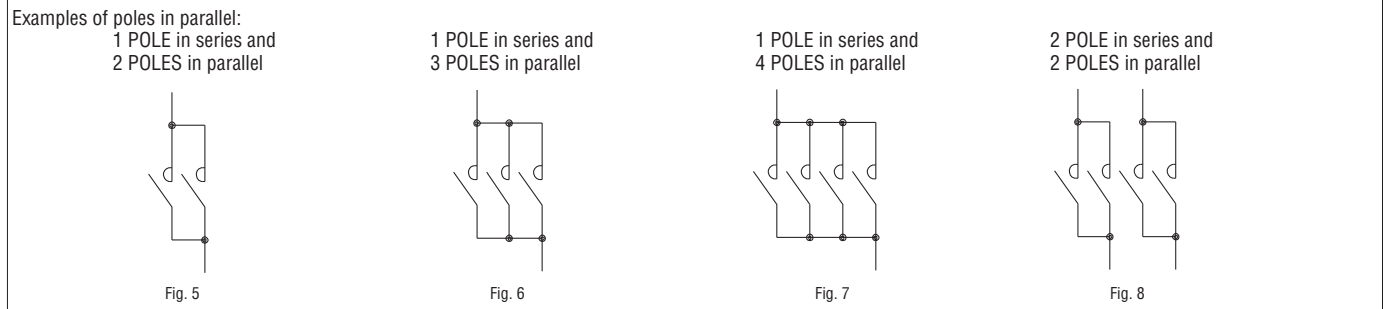 Examples of poles in parallel:
1 POLE in series and
2 POLES in parallel
1 POLE in series and
3 POLES in parallel
1 POLE in series and
4 POLES in parallel
2 POLE in series and
2 POLES in parallel
Fig. 5
Fig. 6
Fig. 7
Fig. 8